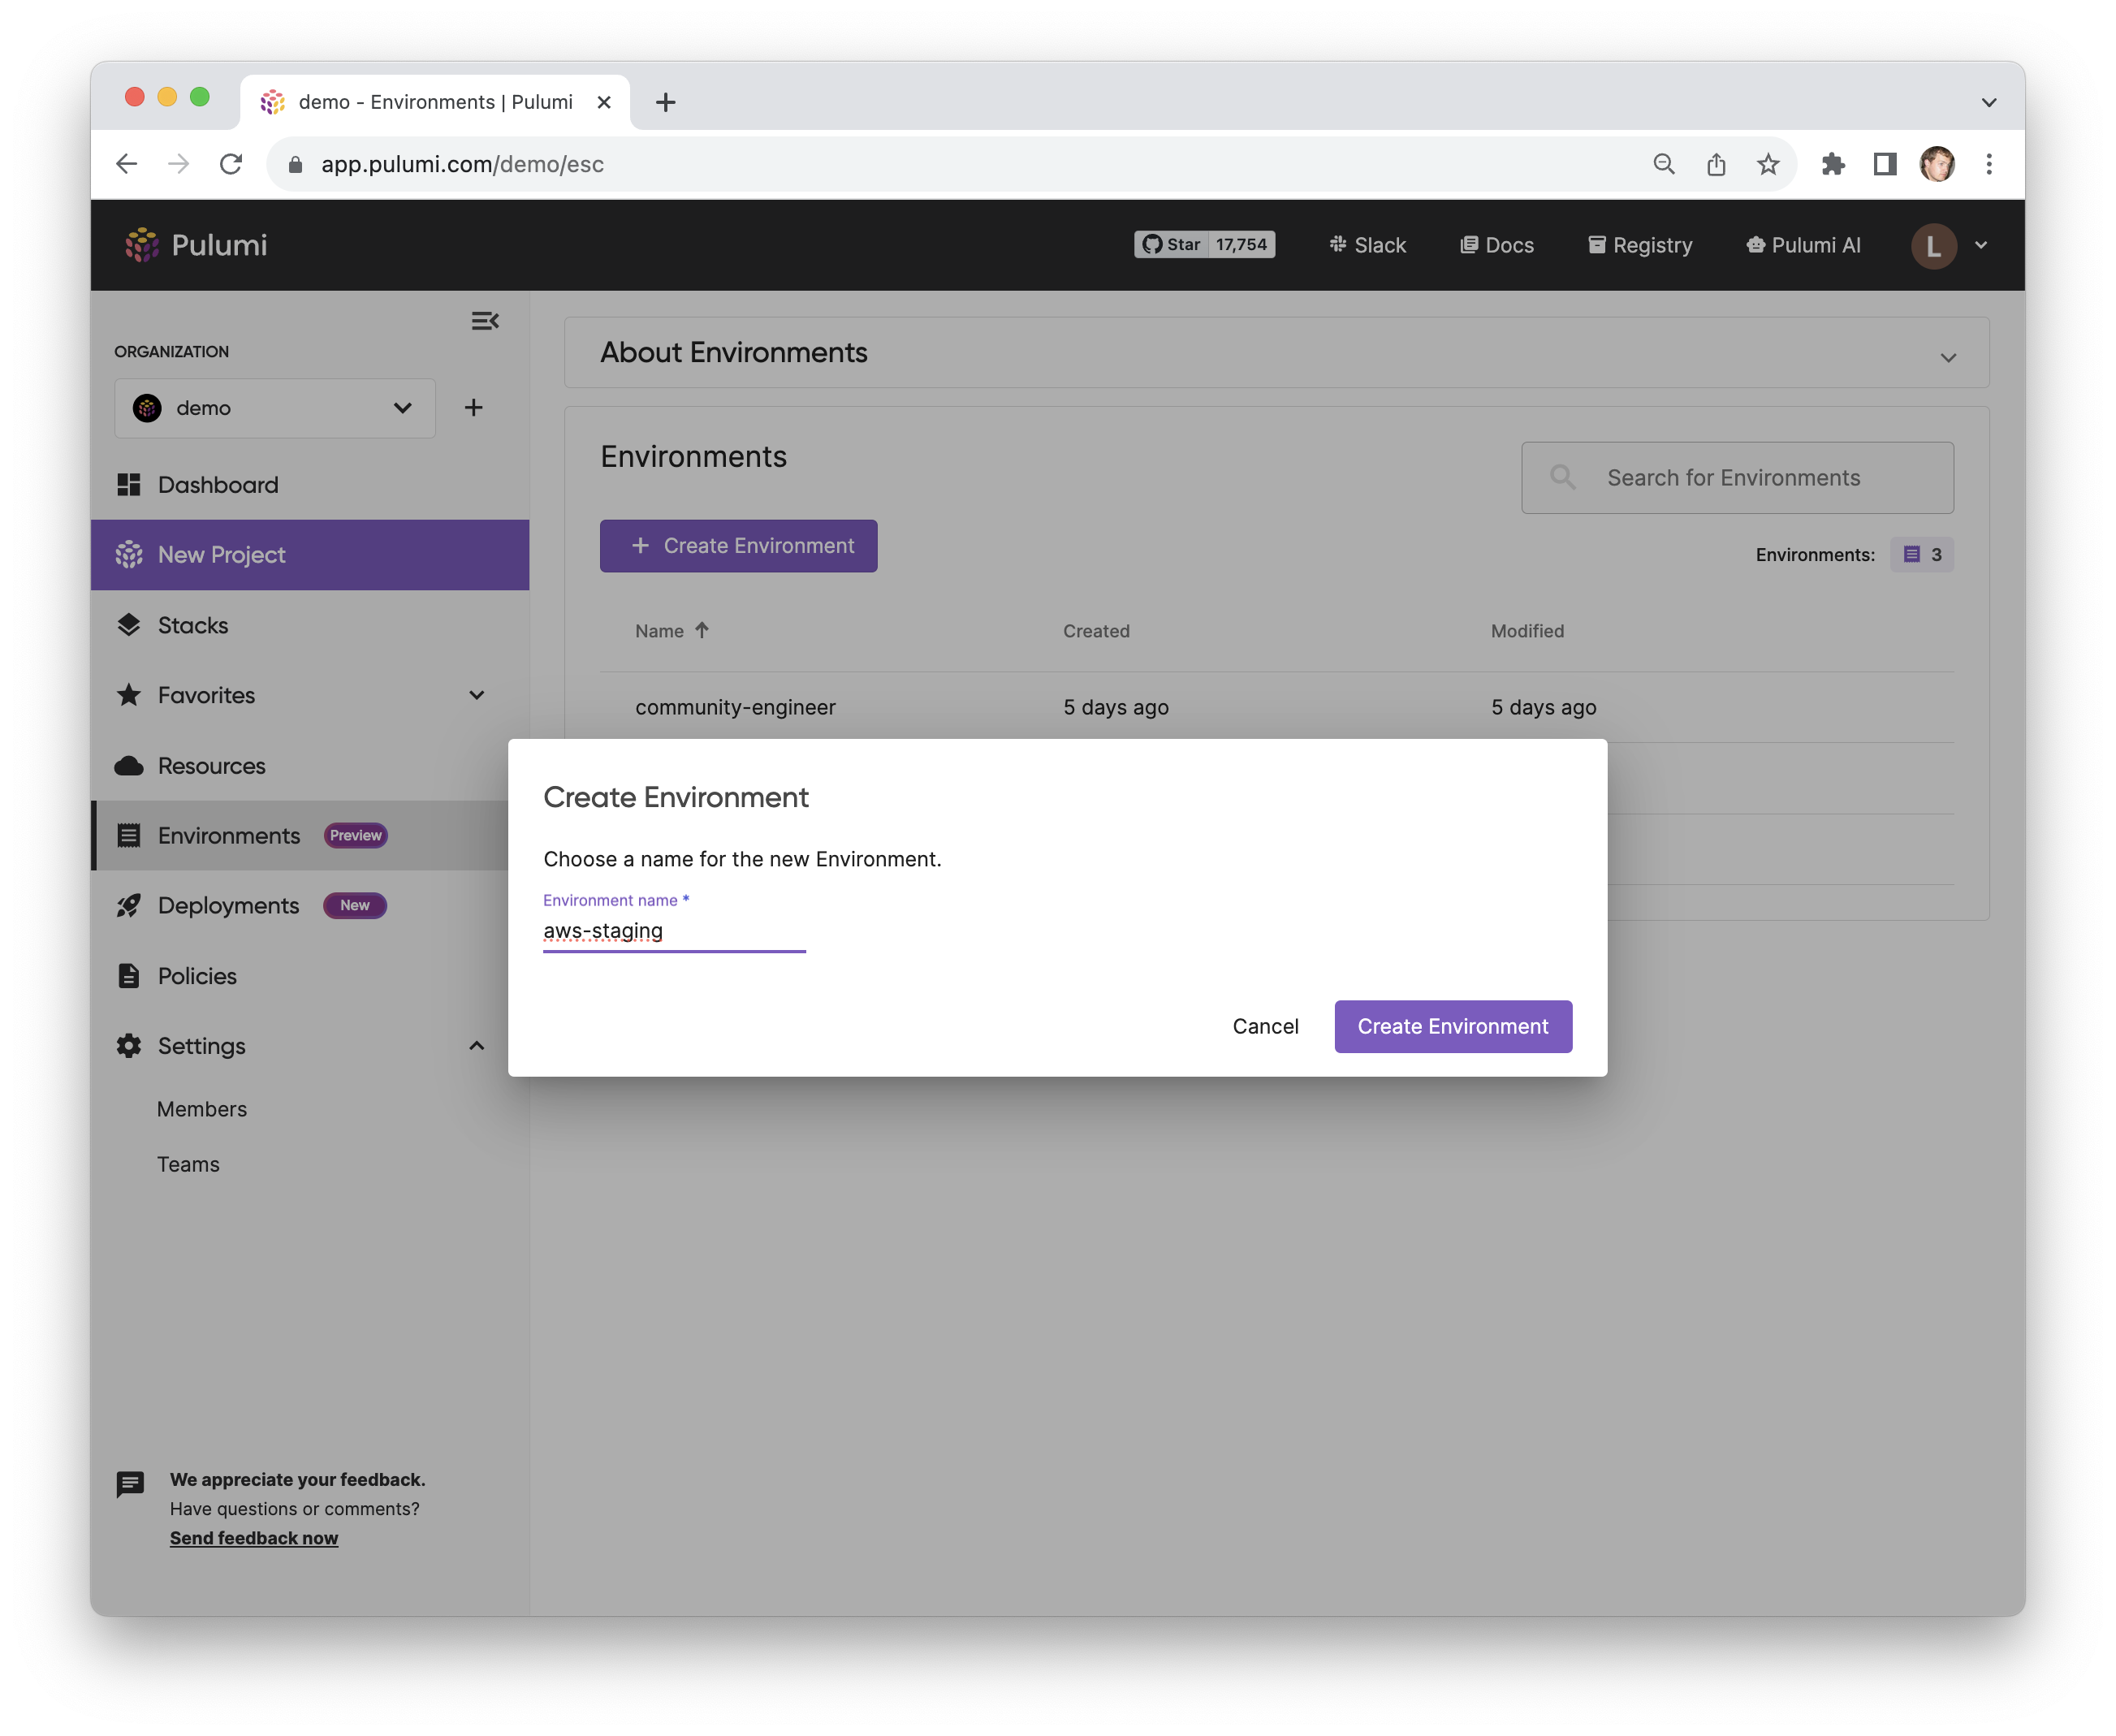 demo - Environments | Pulumi
app.pulumi.com/demo/esc
Pulumi
Star 17,754
Slack
Docs
Registry
Pulumi AI
L
ORGANIZATION
demo
Dashboard
New Project
Stacks
Favorites
Resources
Environments Preview
Deployments New
Policies
Settings
Members
Teams
We appreciate your feedback.
Have questions or comments?
Send feedback now
About Environments
Environments
Search for Environments
+ Create Environment
Environments: 3
Name Created Modified
community-engineer 5 days ago 5 days ago
Create Environment
Choose a name for the new Environment.
Environment name *
aws-staging
Cancel
Create Environment